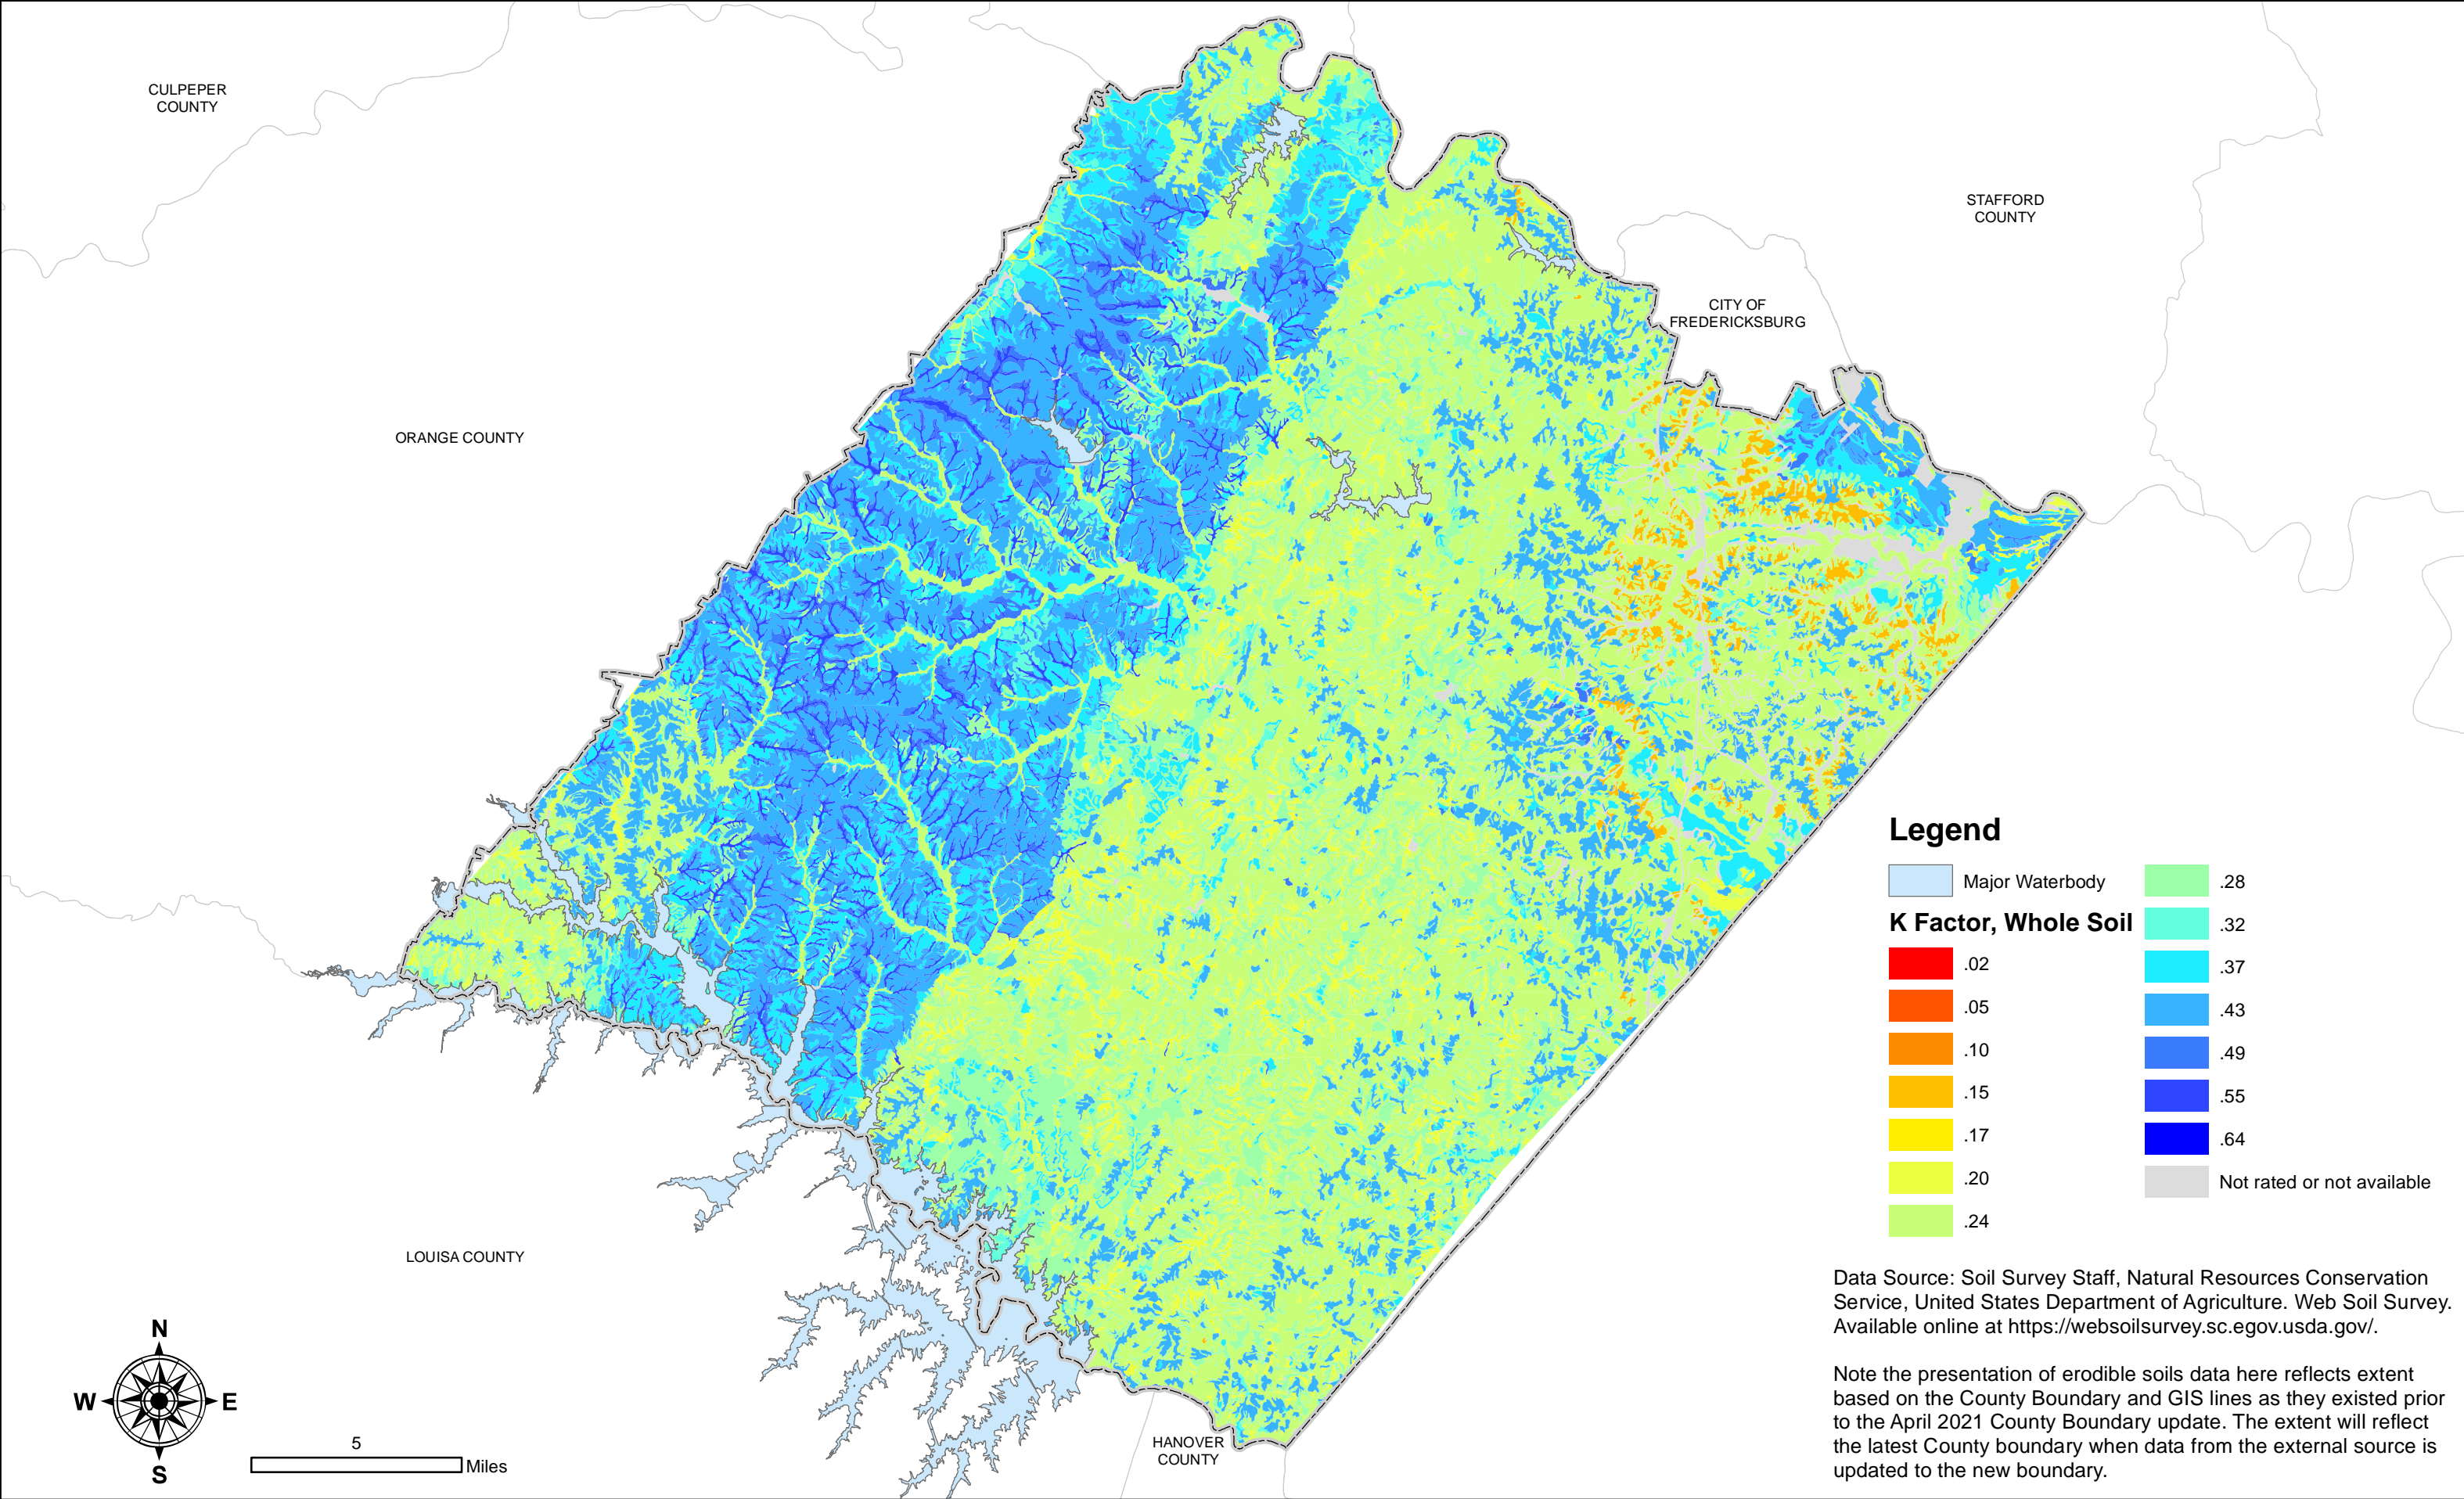 CULPEPER
COUNTY
STAFFORD
COUNTY
CITY OF
FREDERICKSBURG
ORANGE COUNTY
LOUISA COUNTY
HANOVER
COUNTY
N
W
E
S
5
Miles
Legend
Major Waterbody
K Factor, Whole Soil
.02
.05
.10
.15
.17
.20
.24
.28
.32
.37
.43
.49
.55
.64
Not rated or not available
Data Source: Soil Survey Staff, Natural Resources Conservation
Service, United States Department of Agriculture. Web Soil Survey.
Available online at https://websoilsurvey.sc.egov.usda.gov/.
Note the presentation of erodible soils data here reflects extent
based on the County Boundary and GIS lines as they existed prior
to the April 2021 County Boundary update. The extent will reflect
the latest County boundary when data from the external source is
updated to the new boundary.